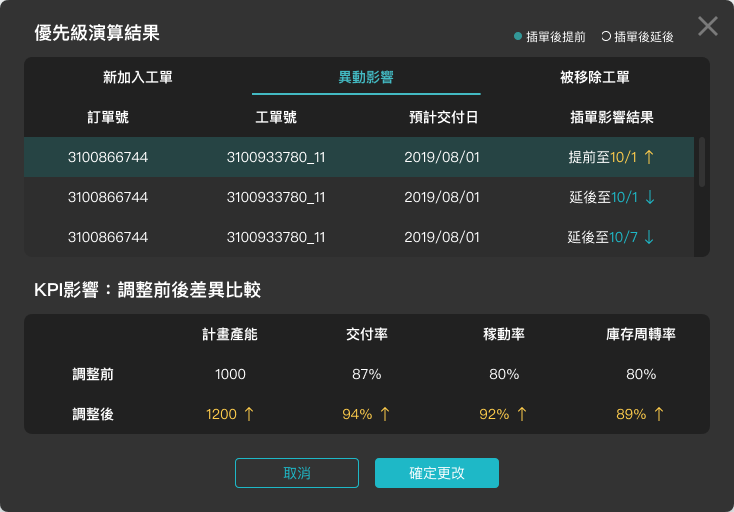 優先級演算結果
插單後提前 插單後延後
新加入工單 異動影響 被移除工單
訂單號 工單號 預計交付日 插單影響結果
3100866744 3100933780_11 2019/08/01 提前至10/1 ↑
3100866744 3100933780_11 2019/08/01 延後至10/1 ↓
3100866744 3100933780_11 2019/08/01 延後至10/7 ↓
KPI影響：調整前後差異比較
計畫產能 交付率 稼動率 庫存周轉率
調整前 1000 87% 80% 80%
調整後 1200 ↑ 94% ↑ 92% ↑ 89% ↑
取消 確定更改